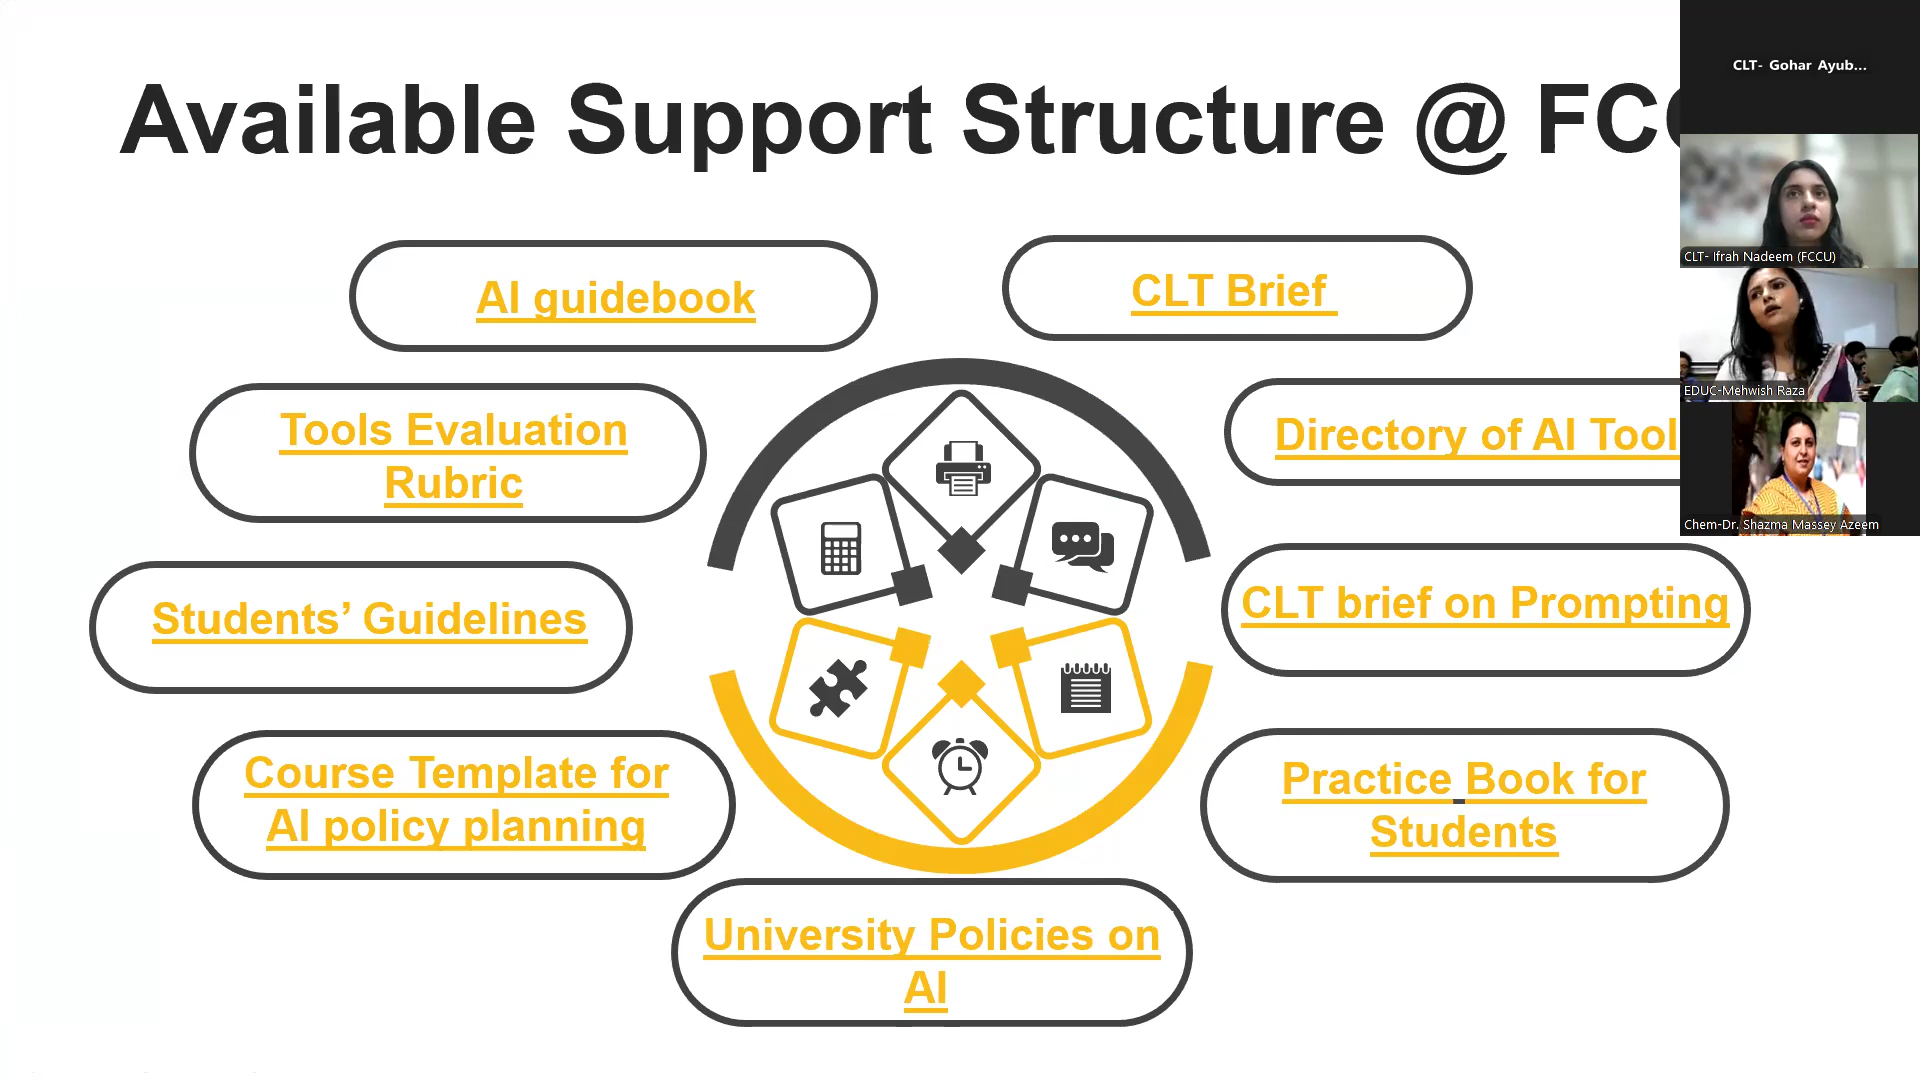 Available Support Structure @ FCC
CLT- Gohar Ayub...
CLT- Ifrah Nadeem (FCCU)
EDUC-Mehwish Raza
Chem-Dr. Shazma Massey Azeem
AI guidebook
CLT Brief
Tools Evaluation
Rubric
Directory of AI Tool
Students’ Guidelines
CLT brief on Prompting
Course Template for
AI policy planning
Practice Book for
Students
University Policies on
AI